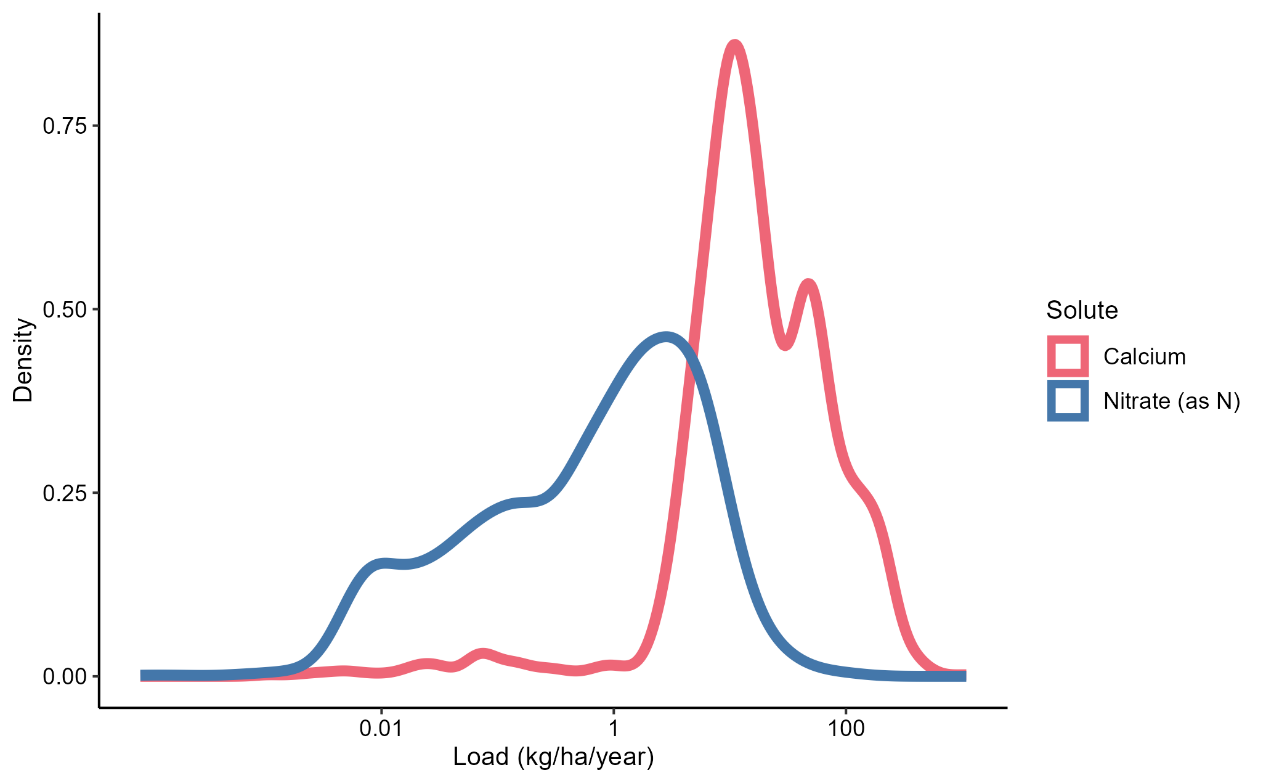 Density
0.75
0.50
0.25
0.00
0.01
1
100
Load (kg/ha/year)
Solute
Calcium
Nitrate (as N)